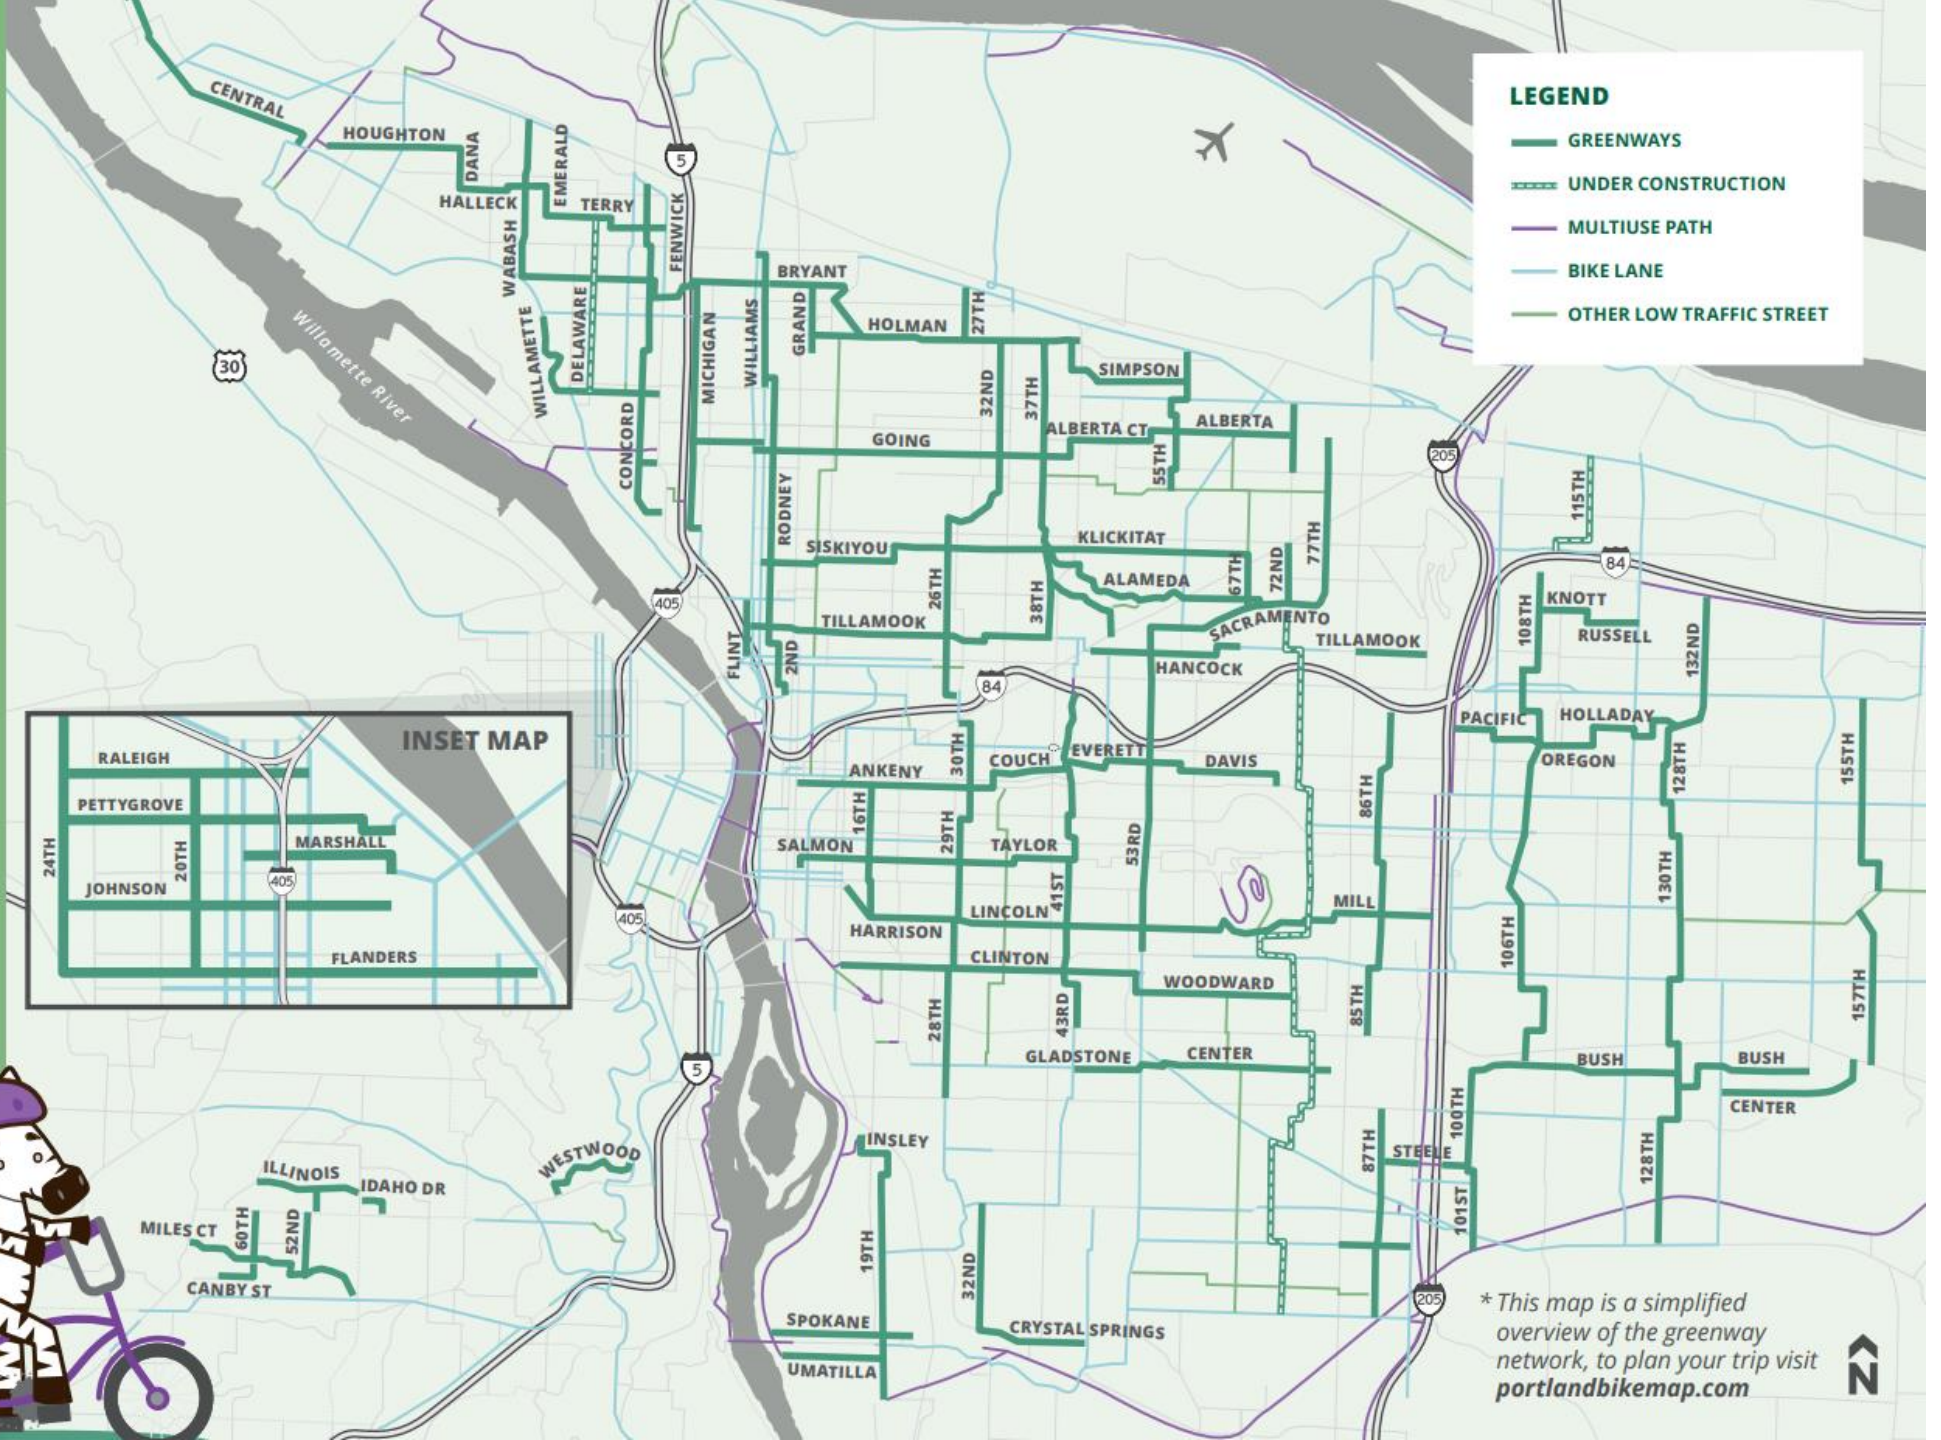 LEGEND
GREENWAYS
UNDER CONSTRUCTION
MULTIUSE PATH
BIKE LANE
OTHER LOW TRAFFIC STREET
CENTRAL
HOUGHTON
DANA
EMERALD
5
HALLECK
TERRY
FENWICK
WABASH
BRYANT
DELAWARE
WILLAMETTE
MICHIGAN
WILLIAMS
GRAND
HOLMAN
27TH
Willamette River
30
32ND
37TH
SIMPSON
CONCORD
GOING
ALBERTA CT
ALBERTA
55TH
205
115TH
RODNEY
SISKIYOU
KLICKITAT
77TH
72ND
67TH
84
26TH
38TH
ALAMEDA
405
TILLAMOOK
SACRAMENTO
TILLAMOOK
108TH
KNOTT
RUSSELL
132ND
FLINT
2ND
HANCOCK
84
PACIFIC
HOLLADAY
OREGON
128TH
155TH
30TH
COUCH
EVERETT
DAVIS
ANKENY
86TH
16TH
29TH
SALMON
TAYLOR
53RD
41ST
130TH
MILL
LINCOLN
HARRISON
106TH
405
CLINTON
WOODWARD
157TH
28TH
43RD
85TH
GLADSTONE
CENTER
BUSH
BUSH
CENTER
5
100TH
INSLEY
87TH
STEELE
128TH
101ST
19TH
32ND
SPOKANE
CRYSTAL SPRINGS
UMATILLA
205
INSET MAP
RALEIGH
PETTYGROVE
MARSHALL
24TH
20TH
405
JOHNSON
FLANDERS
WESTWOOD
ILLINOIS
IDAHO DR
MILES CT
60TH
52ND
CANBY ST
* This map is a simplified
overview of the greenway
network, to plan your trip visit
portlandbikemap.com
N